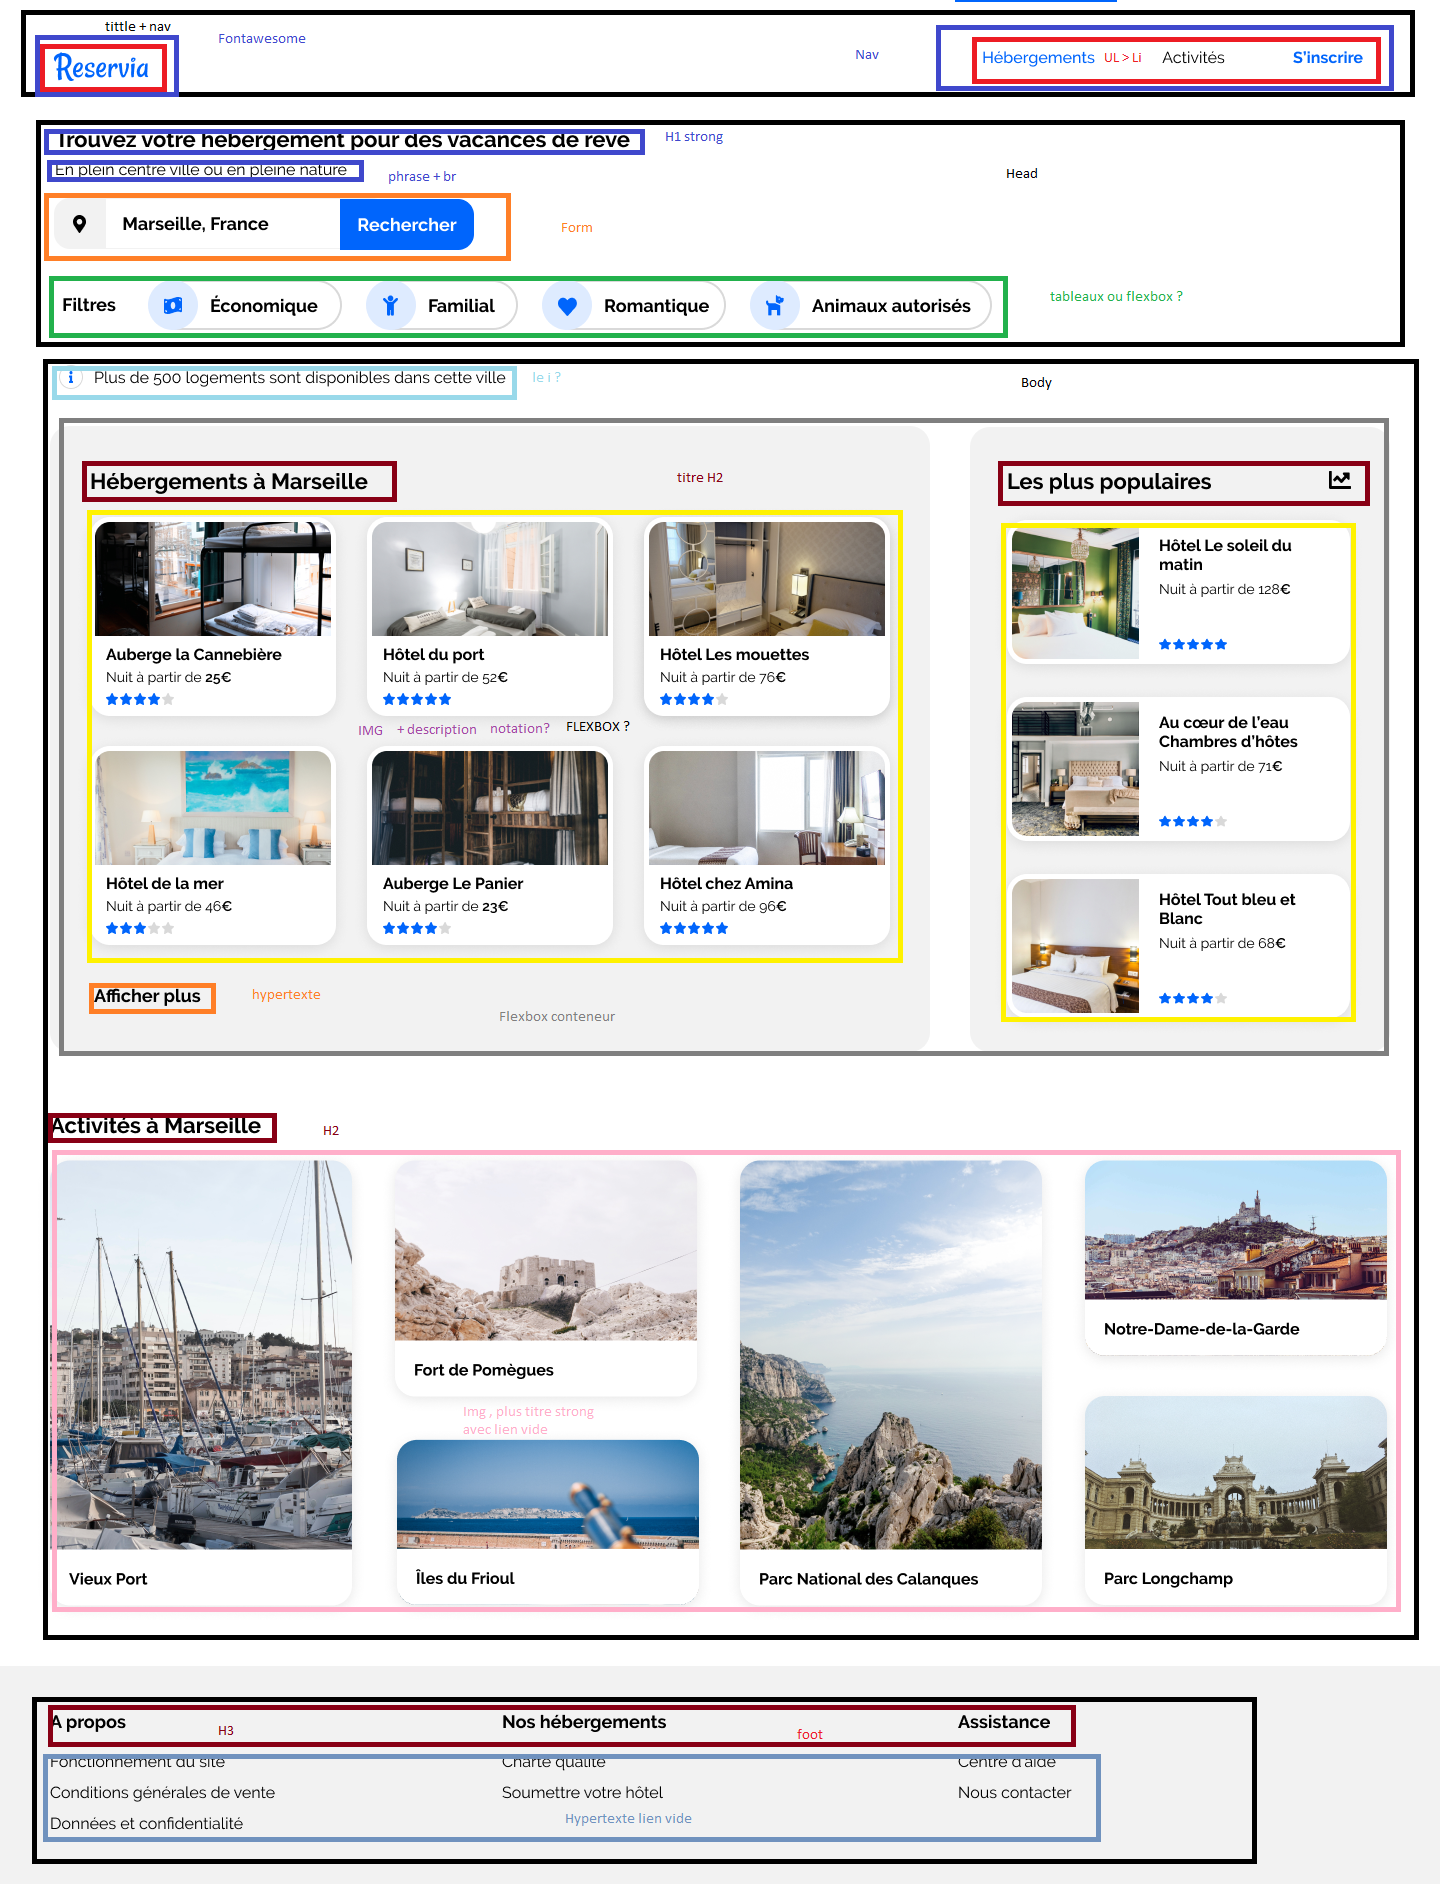 tittle + nav
Fontawesome
Reservia
Nav
Hébergements
UL > Li
Activités
S'inscrire
Trouvez votre hébergement pour des vacances de rêve
H1 strong
En plein centre ville ou en pleine nature
phrase + br
Head
Marseille, France
Rechercher
Form
Filtres
Économique
Familial
Romantique
Animaux autorisés
tableaux ou flexbox ?
Plus de 500 logements sont disponibles dans cette ville
le i ?
Body
Hébergements à Marseille
titre H2
Les plus populaires
Auberge la Cannebière
Nuit à partir de 25€
Hôtel du port
Nuit à partir de 52€
Hôtel Les mouettes
Nuit à partir de 76€
IMG + description notation? FLEXBOX ?
Hôtel de la mer
Nuit à partir de 46€
Auberge Le Panier
Nuit à partir de 23€
Hôtel chez Amina
Nuit à partir de 96€
Afficher plus
hypertexte
Flexbox conteneur
Hôtel Le soleil du
matin
Nuit à partir de 128€
Au cœur de l'eau
Chambres d'hôtes
Nuit à partir de 71€
Hôtel Tout bleu et
Blanc
Nuit à partir de 68€
Activités à Marseille
H2
Vieux Port
Fort de Pomègues
Img , plus titre strong
avec lien vide
Îles du Frioul
Parc National des Calanques
Notre-Dame-de-la-Garde
Parc Longchamp
A propos
H3
Nos hébergements
foot
Assistance
Fonctionnement du site
Conditions générales de vente
Données et confidentialité
Charte qualité
Soumettre votre hôtel
Hypertexte lien vide
Centre d'aide
Nous contacter